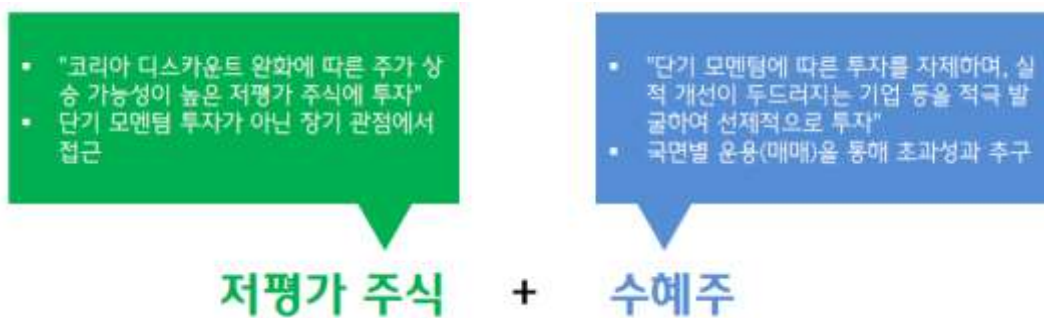 ▪ "코리아 디스카운트 완화에 따른 주가 상
승 가능성이 높은 저평가 주식에 투자"
▪ 단기 모멘텀 투자가 아닌 장기 관점에서
접근
▪ "단기 모멘텀에 따른 투자를 자제하며, 실
적 개선이 두드러지는 기업 등을 적극 발
굴하여 선제적으로 투자"
▪ 국면별 운용(매매)을 통해 초과성과 추구
저평가 주식 + 수혜주